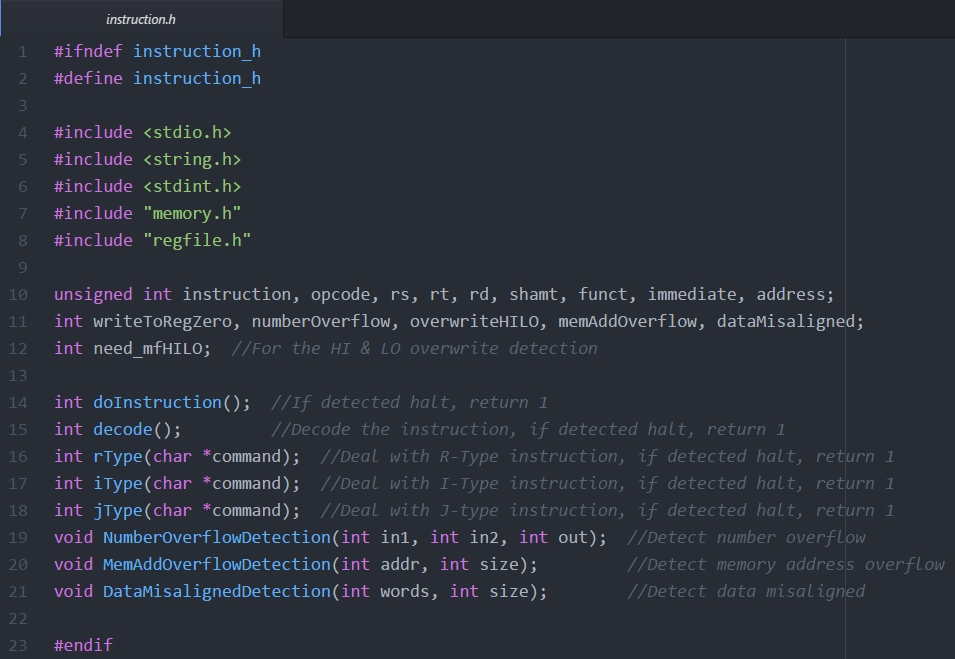 instruction.h
1 #ifndef instruction_h
2 #define instruction_h
3
4 #include <stdio.h>
5 #include <string.h>
6 #include <stdint.h>
7 #include "memory.h"
8 #include "regfile.h"
9
10 unsigned int instruction, opcode, rs, rt, rd, shamt, funct, immediate, address;
11 int writeToRegZero, numberOverflow, overwriteHILO, memAddOverflow, dataMisaligned;
12 int need_mfHILO;  //For the HI & LO overwrite detection
13
14 int doInstruction();  //If detected halt, return 1
15 int decode();         //Decode the instruction, if detected halt, return 1
16 int rType(char *command);  //Deal with R-Type instruction, if detected halt, return 1
17 int iType(char *command);  //Deal with I-Type instruction, if detected halt, return 1
18 int jType(char *command);  //Deal with J-type instruction, if detected halt, return 1
19 void NumberOverflowDetection(int in1, int in2, int out);  //Detect number overflow
20 void MemAddOverflowDetection(int addr, int size);         //Detect memory address overflow
21 void DataMisalignedDetection(int words, int size);        //Detect data misaligned
22
23 #endif